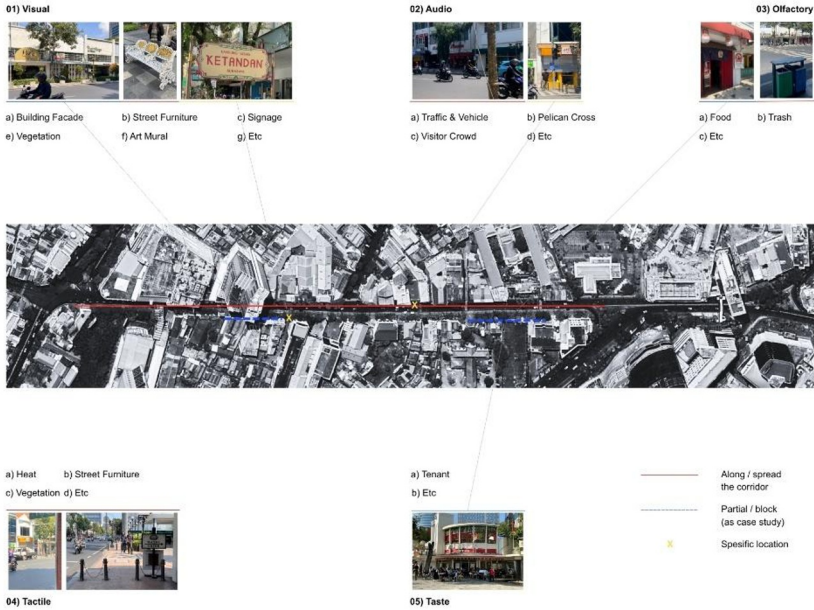 01) Visual
02) Audio
03) Olfactory
KETANDAN
a) Building Facade b) Street Furniture c) Signage
e) Vegetation f) Art Mural g) Etc
a) Traffic & Vehicle b) Pelican Cross
c) Visitor Crowd d) Etc
a) Food b) Trash
c) Etc
X
X
a) Heat b) Street Furniture
c) Vegetation d) Etc
a) Tenant
b) Etc
Along / spread
the corridor
Partial / block
(as case study)
X Spesific location
04) Tactile
05) Taste